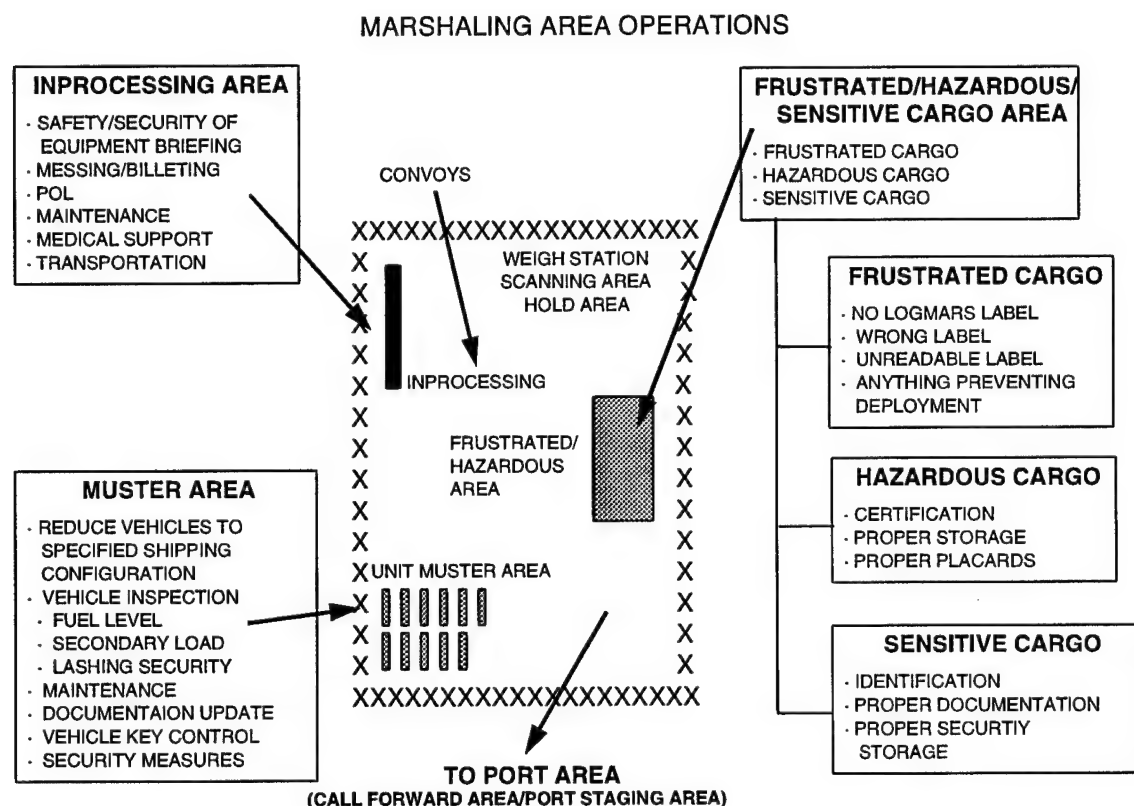 MARSHALING AREA OPERATIONS
INPROCESSING AREA
· SAFETY/SECURITY OF
EQUIPMENT BRIEFING
· MESSING/BILLETING
· POL
· MAINTENANCE
· MEDICAL SUPPORT
· TRANSPORTATION
CONVOYS
FRUSTRATED/HAZARDOUS/
SENSITIVE CARGO AREA
· FRUSTRATED CARGO
· HAZARDOUS CARGO
· SENSITIVE CARGO
XXXXXXXXXXXXXXXXXXXXXX
WEIGH STATION
SCANNING AREA
HOLD AREA
INPROCESSING
FRUSTRATED/
HAZARDOUS
AREA
FRUSTRATED CARGO
· NO LOGMARS LABEL
· WRONG LABEL
· UNREADABLE LABEL
· ANYTHING PREVENTING
DEPLOYMENT
MUSTER AREA
· REDUCE VEHICLES TO
SPECIFIED SHIPPING
CONFIGURATION
· VEHICLE INSPECTION
· FUEL LEVEL
· SECONDARY LOAD
· LASHING SECURITY
· MAINTENANCE
· DOCUMENTAION UPDATE
· VEHICLE KEY CONTROL
· SECURITY MEASURES
UNIT MUSTER AREA
XXXXXXXXXXXXXXXXXXXXXX
HAZARDOUS CARGO
· CERTIFICATION
· PROPER STORAGE
· PROPER PLACARDS
SENSITIVE CARGO
· IDENTIFICATION
· PROPER DOCUMENTATION
· PROPER SECURTIY
STORAGE
TO PORT AREA
(CALL FORWARD AREA/PORT STAGING AREA)